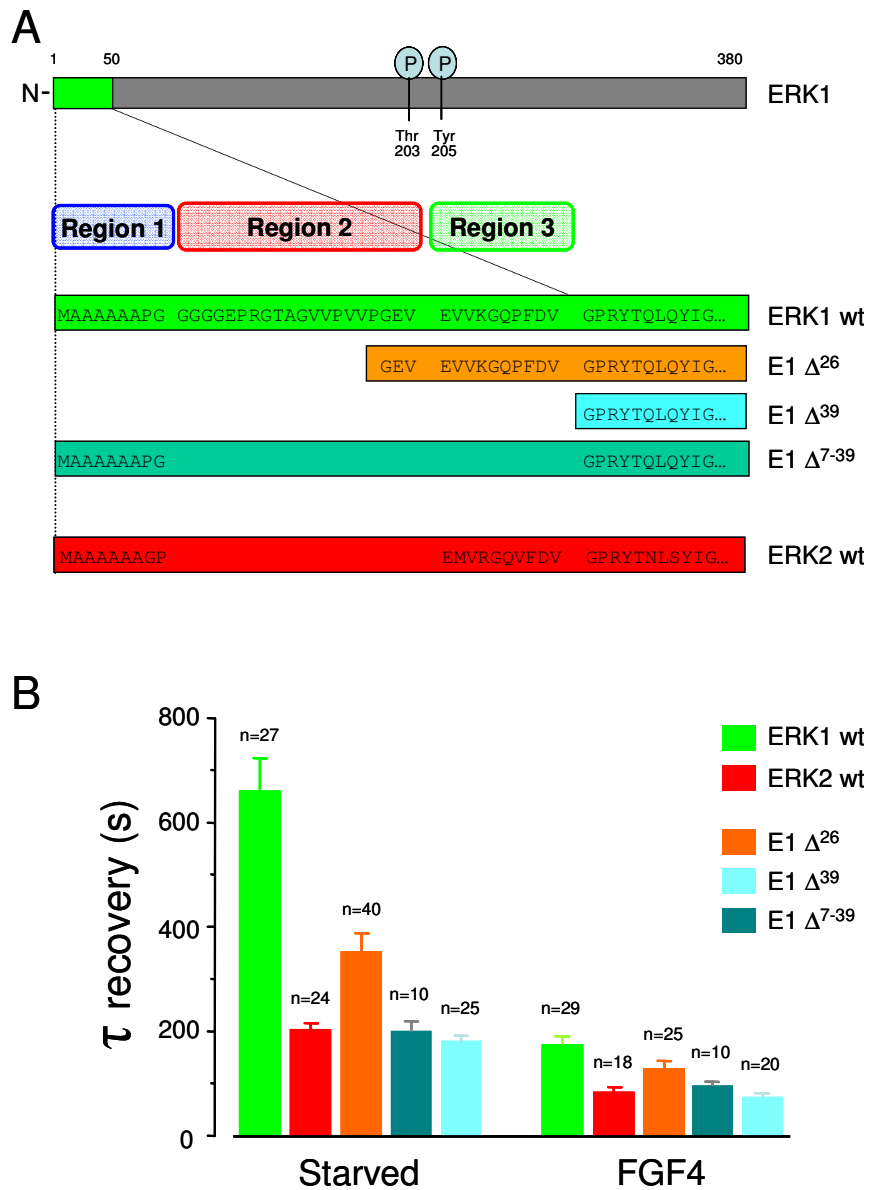 A
1 50 P P 380
N- ERK1
Thr Tyr
203 205
Region 1 Region 2 Region 3
MAAAAAAPG GGGGEPRGTAGVVPVVPGEV EVVKGQPFDV GPRYTQLQYIG… ERK1 wt
GEV EVVKGQPFDV GPRYTQLQYIG… E1 Δ26
GPRYTQLQYIG… E1 Δ39
MAAAAAAPG GPRYTQLQYIG… E1 Δ7-39
MAAAAAAGP EMVRGQVFDV GPRYTNLSYIG… ERK2 wt
B
τ recovery (s)
800
600
400
200
0
n=27
n=24
n=40
n=10
n=25
n=29
n=18
n=25
n=10
n=20
ERK1 wt
ERK2 wt
E1 Δ26
E1 Δ39
E1 Δ7-39
Starved FGF4